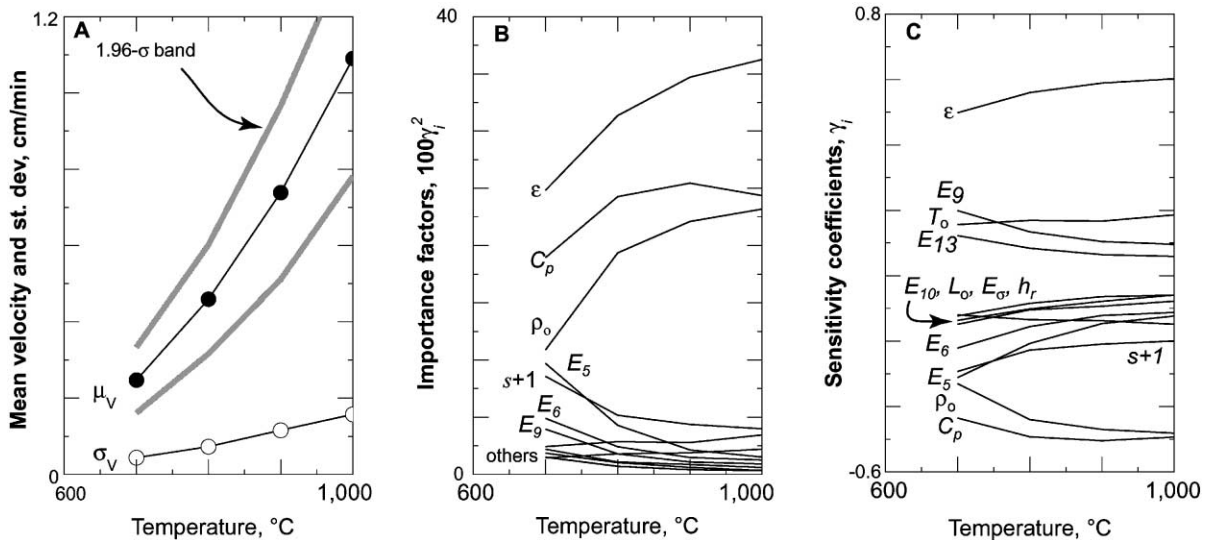 Mean velocity and st. dev, cm/min
1.2
A
1.96-σ band
μV
σV
0
600
1,000
Temperature, °C
Importance factors, 100γi²
40
B
ε
Cp
ρo
E5
s+1
E6
E9
others
0
600
1,000
Temperature, °C
Sensitivity coefficients, γi
0.8
C
ε
E9
To
E13
E10, Lo, Eσ, hr
E6
s+1
E5
ρo
Cp
-0.6
600
1,000
Temperature, °C